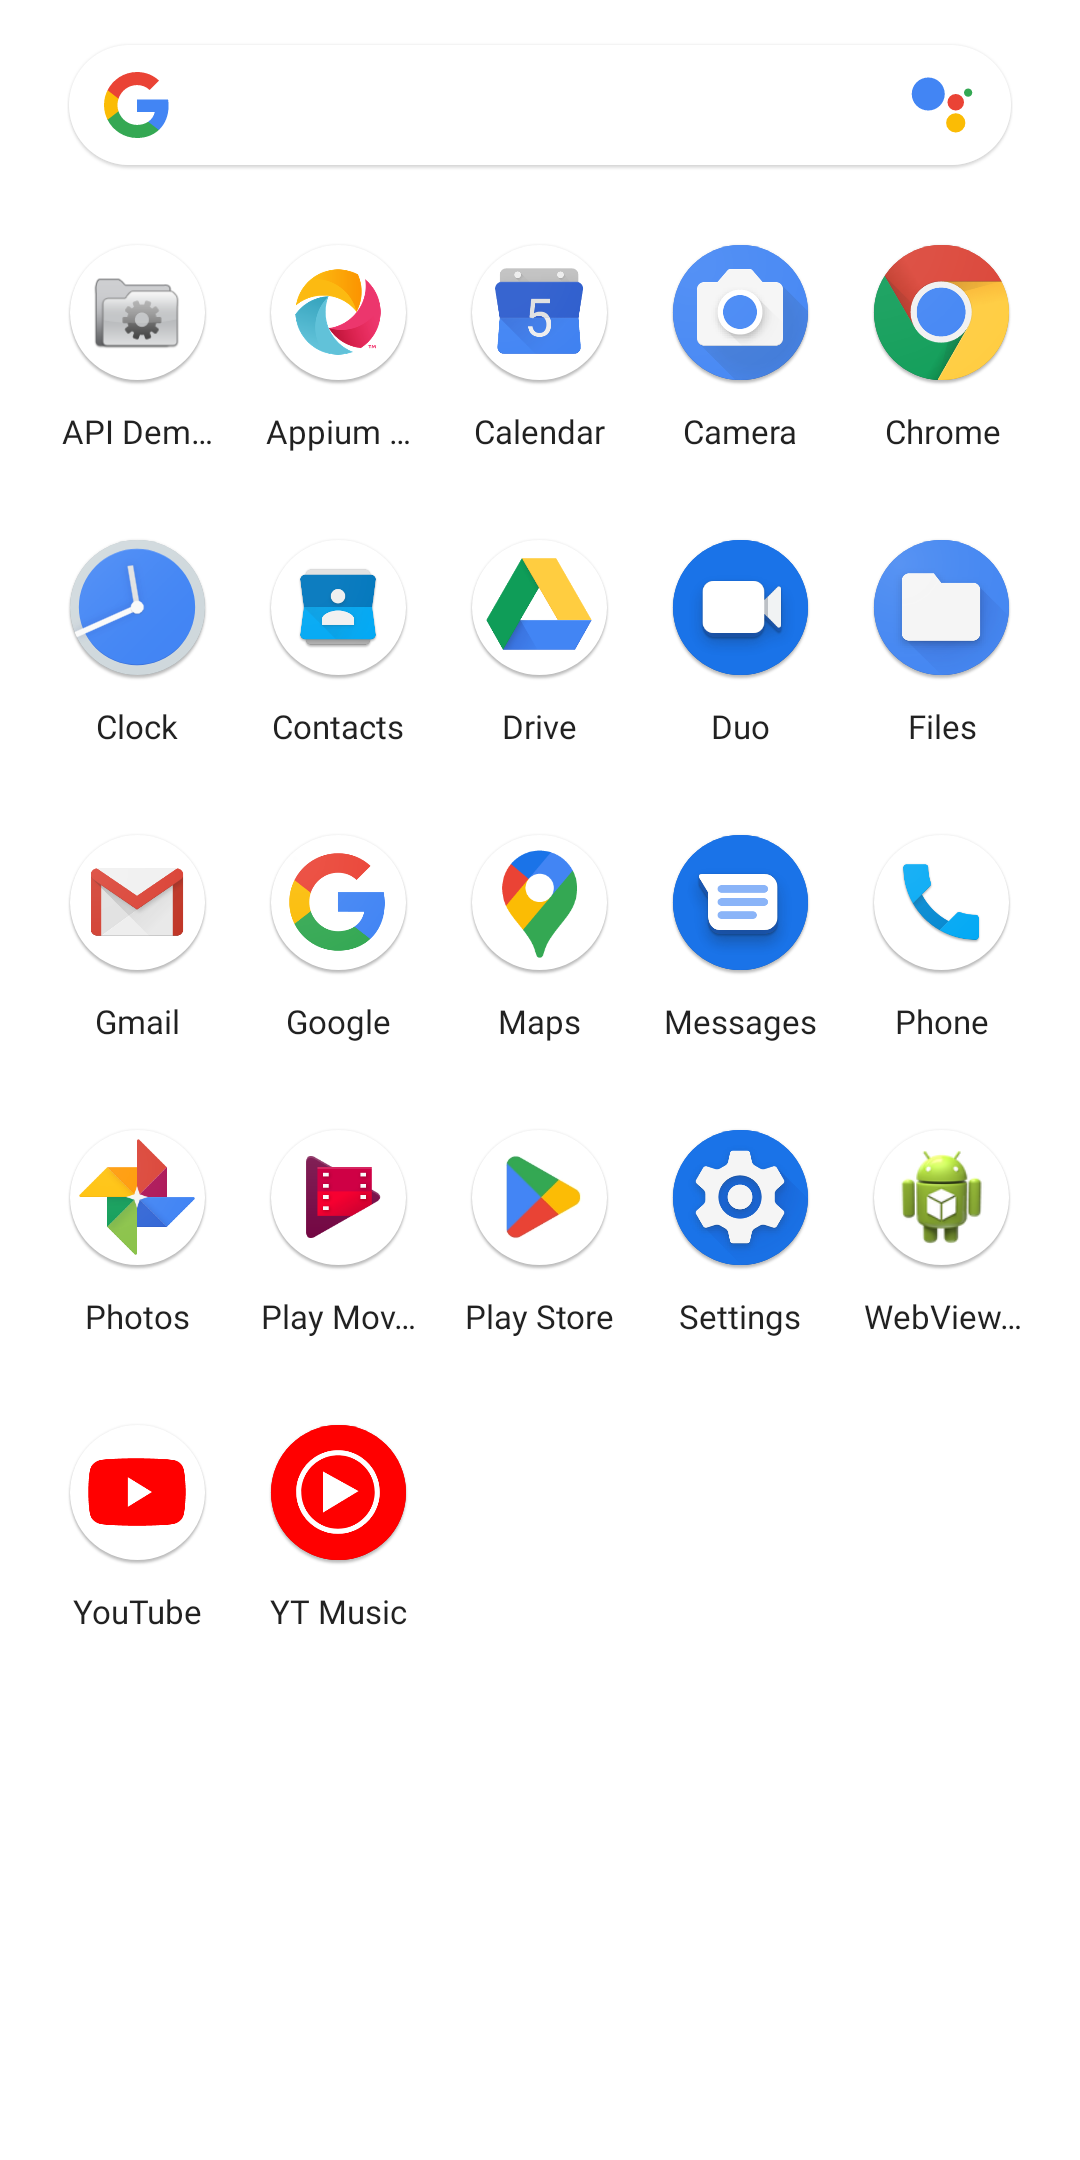 API Dem...
Appium ...
5
Calendar
Camera
Chrome
Clock
Contacts
Drive
Duo
Files
Gmail
Google
Maps
Messages
Phone
Photos
Play Mov...
Play Store
Settings
WebView...
YouTube
YT Music